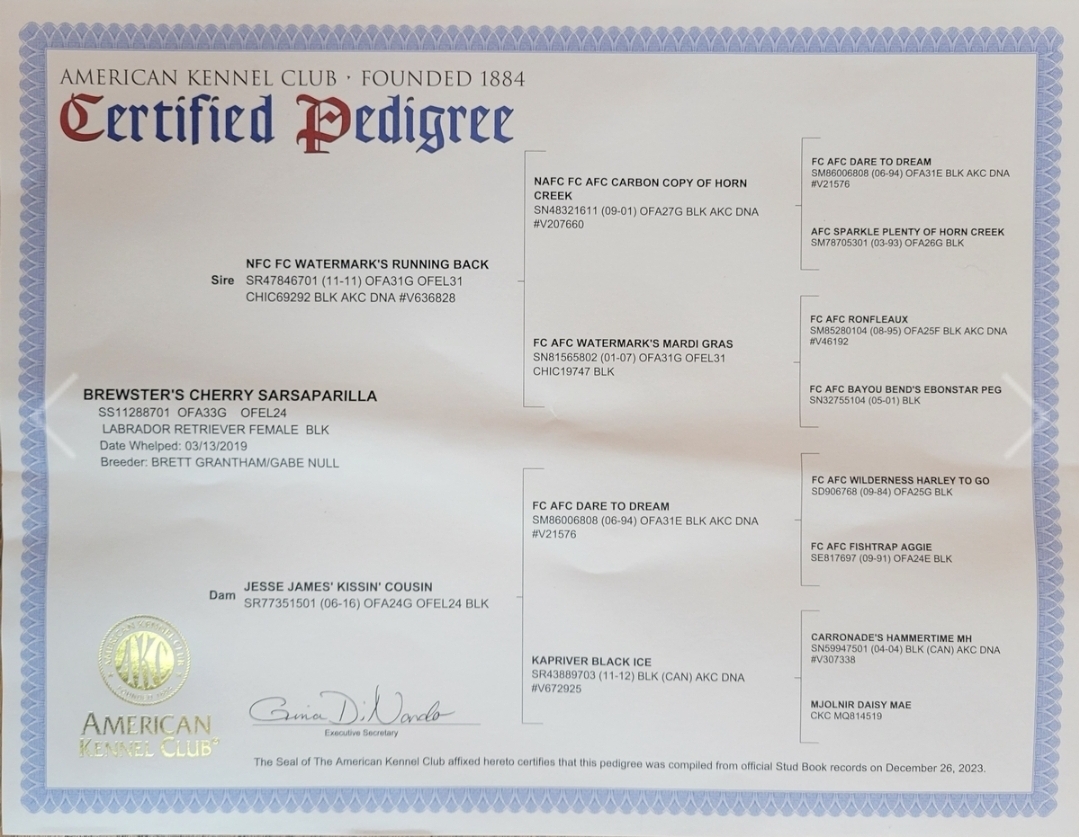 AMERICAN KENNEL CLUB · FOUNDED 1884
Certified Pedigree
BREWSTER'S CHERRY SARSAPARILLA
SS11288701 OFA33G OFEL24
LABRADOR RETRIEVER FEMALE BLK
Date Whelped: 03/13/2019
Breeder: BRETT GRANTHAM/GABE NULL
NFC FC WATERMARK'S RUNNING BACK
Sire SR47846701 (11-11) OFA31G OFEL31
CHIC69292 BLK AKC DNA #V636828
JESSE JAMES' KISSIN' COUSIN
Dam SR77351501 (06-16) OFA24G OFEL24 BLK
NAFC FC AFC CARBON COPY OF HORN
CREEK
SN48321611 (09-01) OFA27G BLK AKC DNA
#V207660
FC AFC WATERMARK'S MARDI GRAS
SN81565802 (01-07) OFA31G OFEL31
CHIC19747 BLK
FC AFC DARE TO DREAM
SM86006808 (06-94) OFA31E BLK AKC DNA
#V21576
KAPRIVER BLACK ICE
SR43889703 (11-12) BLK (CAN) AKC DNA
#V672925
FC AFC DARE TO DREAM
SM86006808 (06-94) OFA31E BLK AKC DNA
#V21576
AFC SPARKLE PLENTY OF HORN CREEK
SM78705301 (03-93) OFA26G BLK
FC AFC RONFLEAUX
SM85280104 (08-95) OFA25F BLK AKC DNA
#V46192
FC AFC BAYOU BEND'S EBONSTAR PEG
SN32755104 (05-01) BLK
FC AFC WILDERNESS HARLEY TO GO
SD906768 (09-84) OFA25G BLK
FC AFC FISHTRAP AGGIE
SE817697 (09-91) OFA24E BLK
CARRONADE'S HAMMERTIME MH
SN59947501 (04-04) BLK (CAN) AKC DNA
#V307338
MJOLNIR DAISY MAE
CKC MQ814519
AKC
AMERICAN
KENNEL CLUB®
Gina DiNardo
Executive Secretary
The Seal of The American Kennel Club affixed hereto certifies that this pedigree was compiled from official Stud Book records on December 26, 2023.